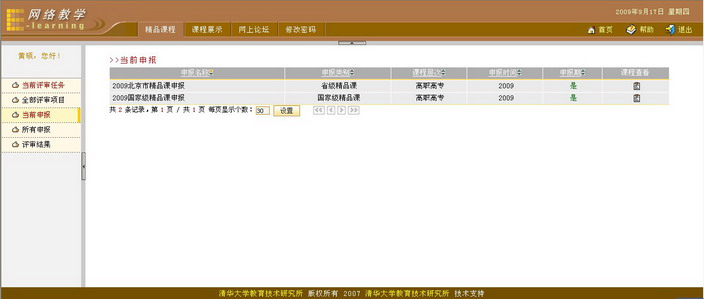 网络教学
-learning
2009年9月17日 星期四
精品课程 课程展示 网上论坛 修改密码
首页 帮助 退出
黄硕，您好！
当前评审任务
全部评审项目
当前申报
所有申报
评审结果
>>当前申报
申报名称 申报类别 课程层次 申报时间 申报期 课程查看
2009北京市精品课申报 省级精品课 高职高专 2009 是
2009国家级精品课申报 国家级精品课 高职高专 2009 是
共 2 条记录，第 1 页 / 共 1 页 每页显示个数： 30 设置
清华大学教育技术研究所 版权所有 2007 清华大学教育技术研究所 技术支持